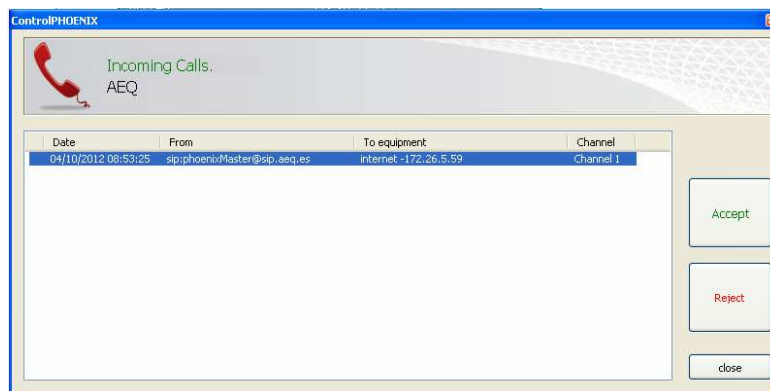 ControlPHOENIX
Incoming Calls.
AEQ
Date From To equipment Channel
04/10/2012 08:53:25 sip:phoenixMaster@sip.aeq.es internet -172.26.5.59 Channel 1
Accept
Reject
close